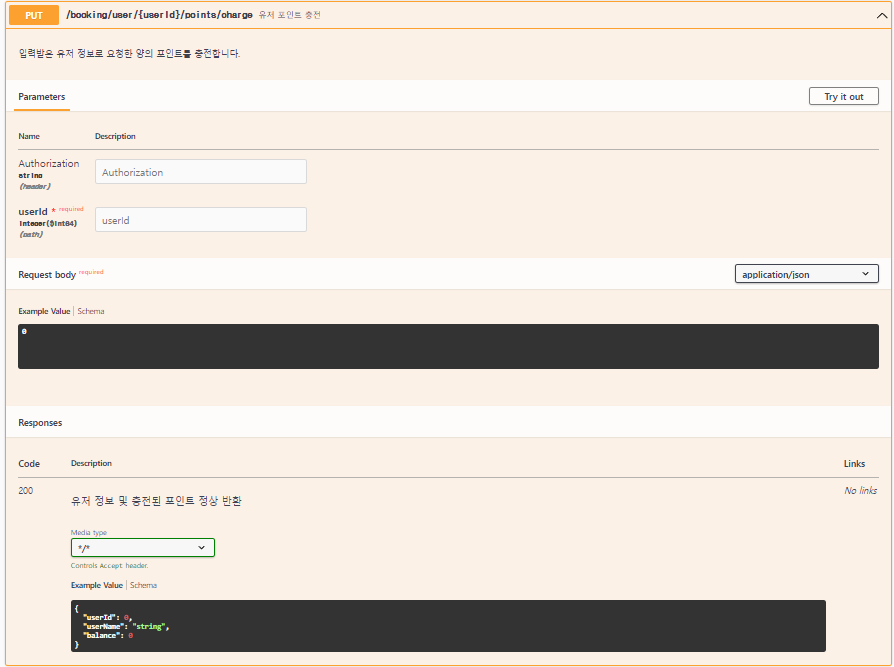 PUT /booking/user/{userId}/points/charge 유저 포인트 충전
입력받은 유저 정보로 요청한 양의 포인트를 충전합니다.
Parameters Try it out
Name Description
Authorization
string
(header)
Authorization
userId * required
integer($int64)
(path)
userId
Request body required application/json
Example Value Schema
0
Responses
Code Description Links
200 유저 정보 및 충전된 포인트 정상 반환 No links
Media type
*/*
Controls Accept header.
Example Value Schema
{
"userId": 0,
"userName": "string",
"balance": 0
}